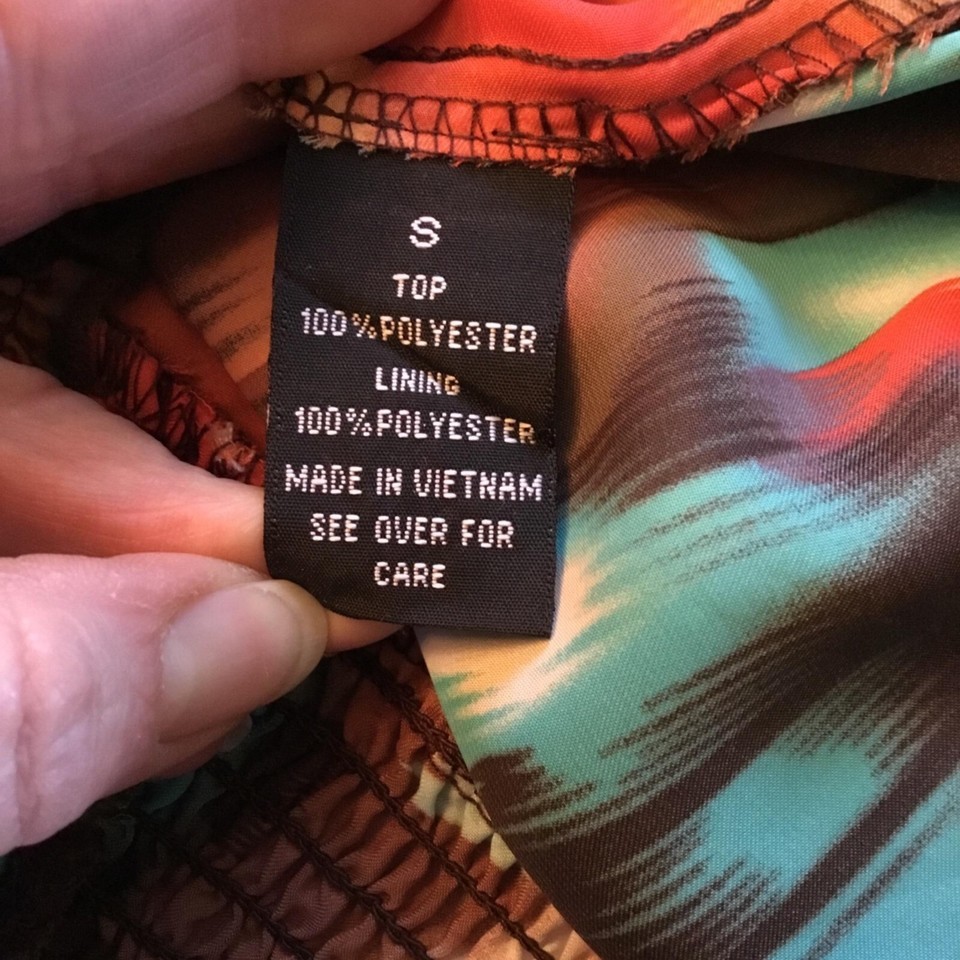 S
TOP
100%POLYESTER
LINING
100%POLYESTER
MADE IN VIETNAM
SEE OVER FOR
CARE